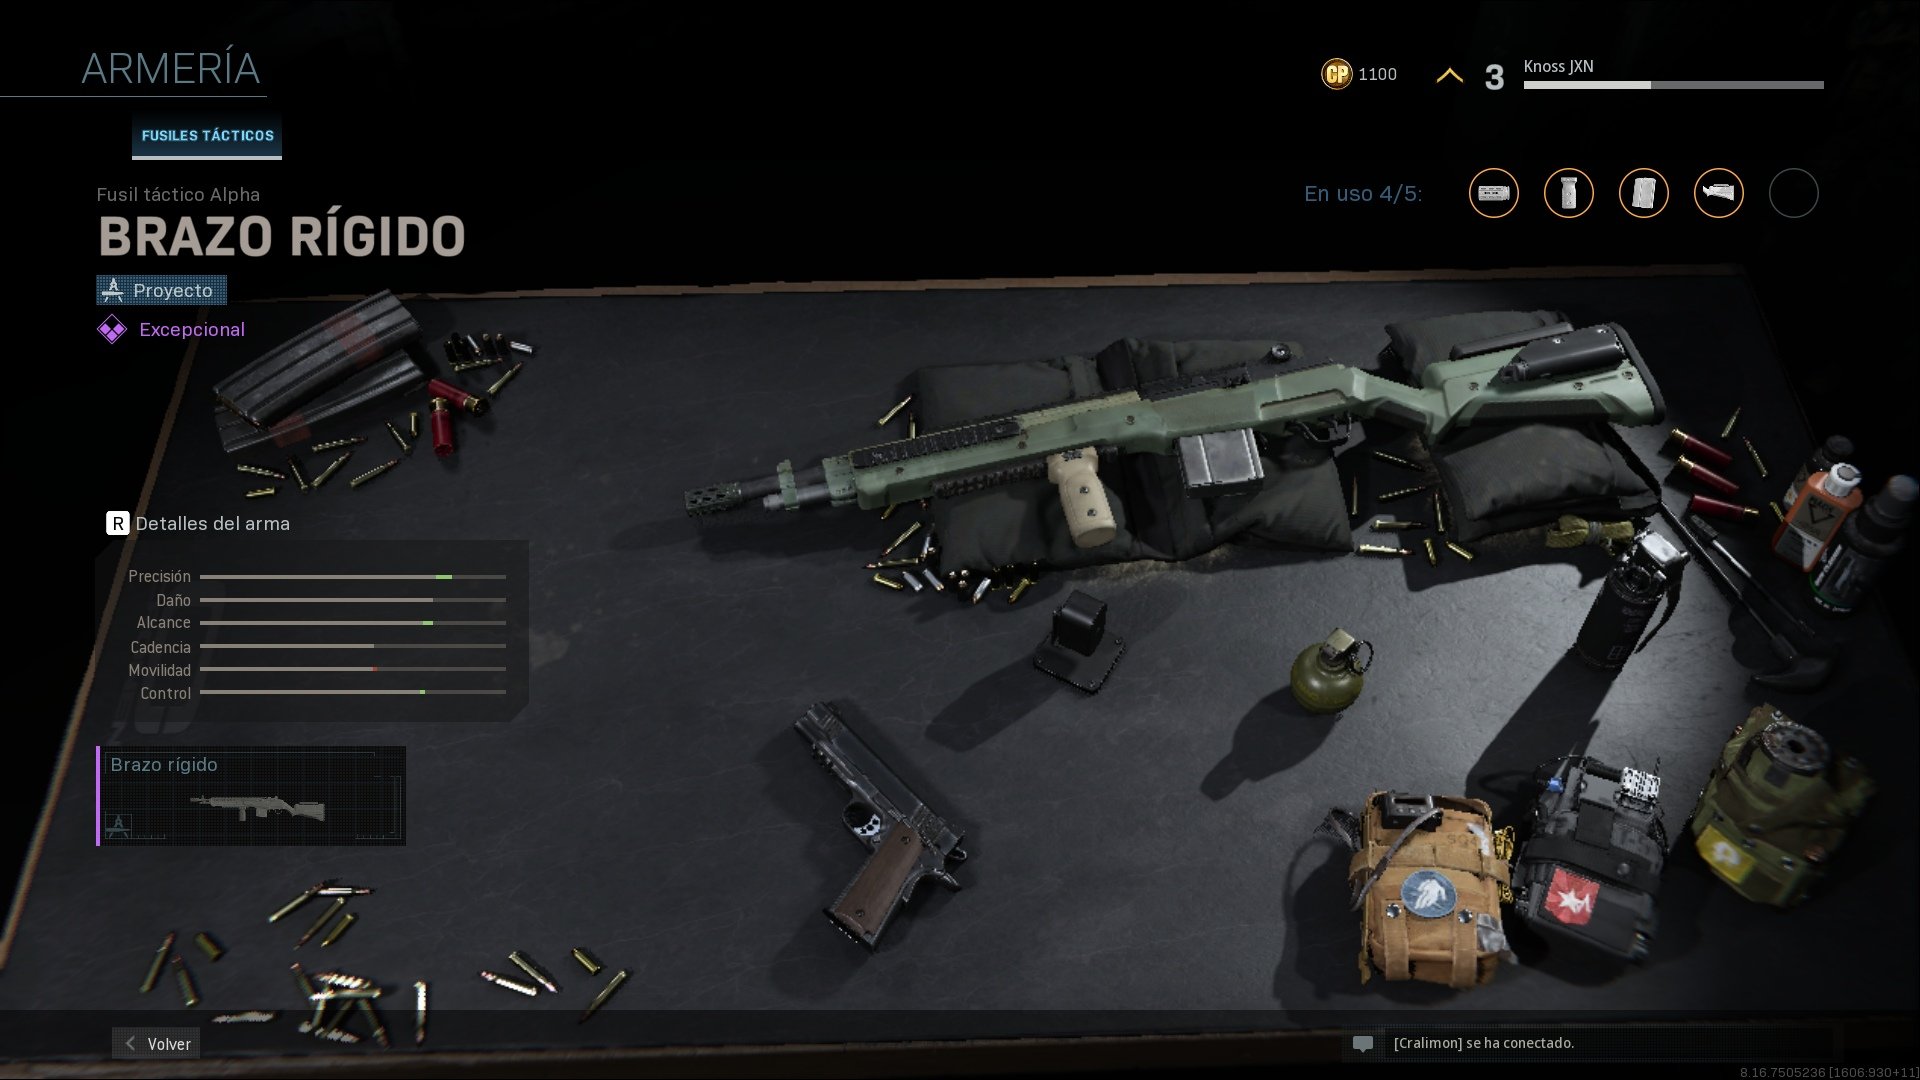 ARMERÍA
CP 1100
3
Knoss JXN
FUSILES TÁCTICOS
Fusil táctico Alpha
BRAZO RÍGIDO
En uso 4/5:
Proyecto
Excepcional
R Detalles del arma
Precisión
Daño
Alcance
Cadencia
Movilidad
Control
Brazo rígido
Volver
[Cralimon] se ha conectado.
8.16.7505236 [1606:930+11]